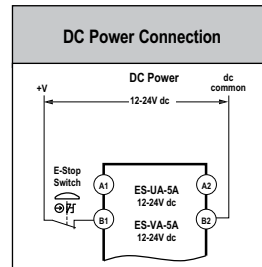 DC Power Connection
DC Power
+V
dc
common
12-24V dc
E-Stop
Switch
A1
ES-UA-5A
A2
12-24V dc
B1
ES-VA-5A
B2
12-24V dc